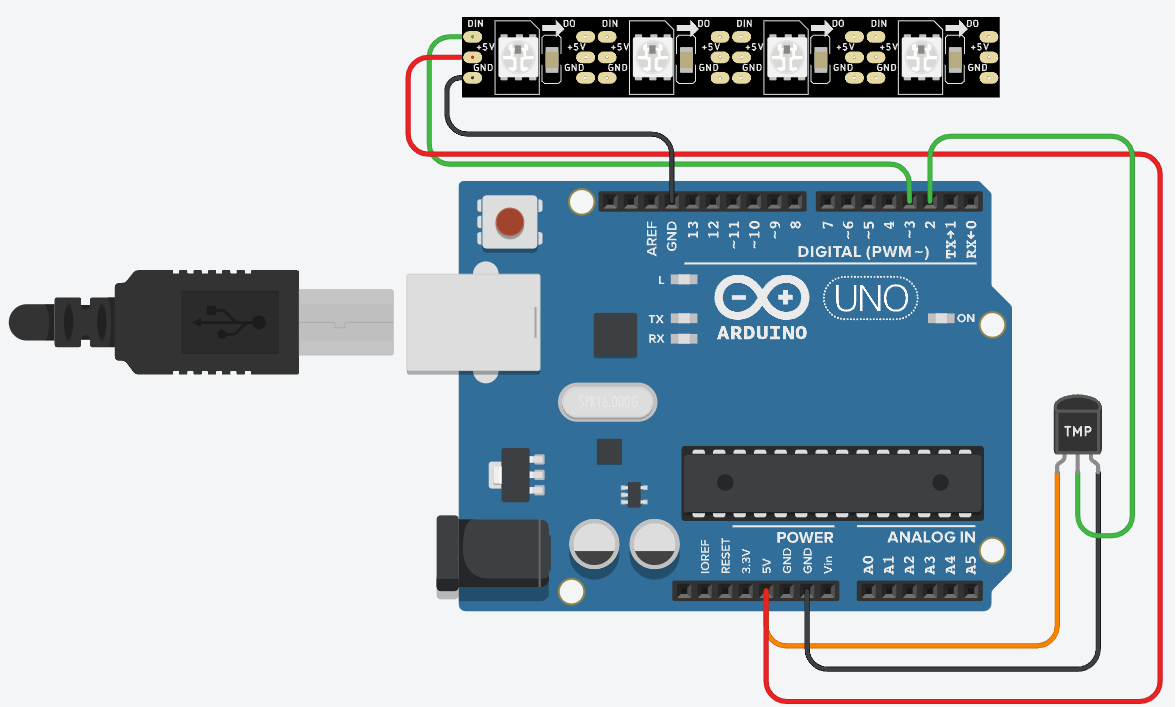 DIN DO DIN DO DIN DO DIN DO
+5V +5V +5V +5V +5V +5V +5V
GND GND GND GND GND GND GND
AREF
GND
13
12
~11
~10
~9
8
7
~6
~5
4
~3
2
TX→1
RX←0
DIGITAL (PWM~)
L
TX
RX
UNO
ARDUINO
ON
SPK16.000G
TMP
POWER
ANALOG IN
IOREF
RESET
3.3V
5V
GND
GND
Vin
A0
A1
A2
A3
A4
A5